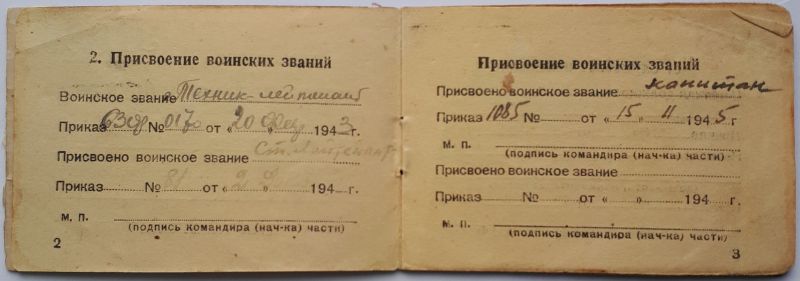 2. Присвоение воинских званий
Воинское звание Техник-лейтенант
Приказ № 017 от „20" фев 1943 г.
Присвоено воинское звание Ст. Лейтенант
Приказ № от „ " 194 г.
м. п.
(подпись командира (нач-ка) части)
2
Присвоение воинских званий
Присвоено воинское звание капитан
Приказ 1085 № от „15" 11 1945 г.
м. п.
(подпись командира (нач-ка) части)
Присвоено воинское звание
Приказ № от „ " 194 г.
м. п.
(подпись командира (нач-ка) части)
3